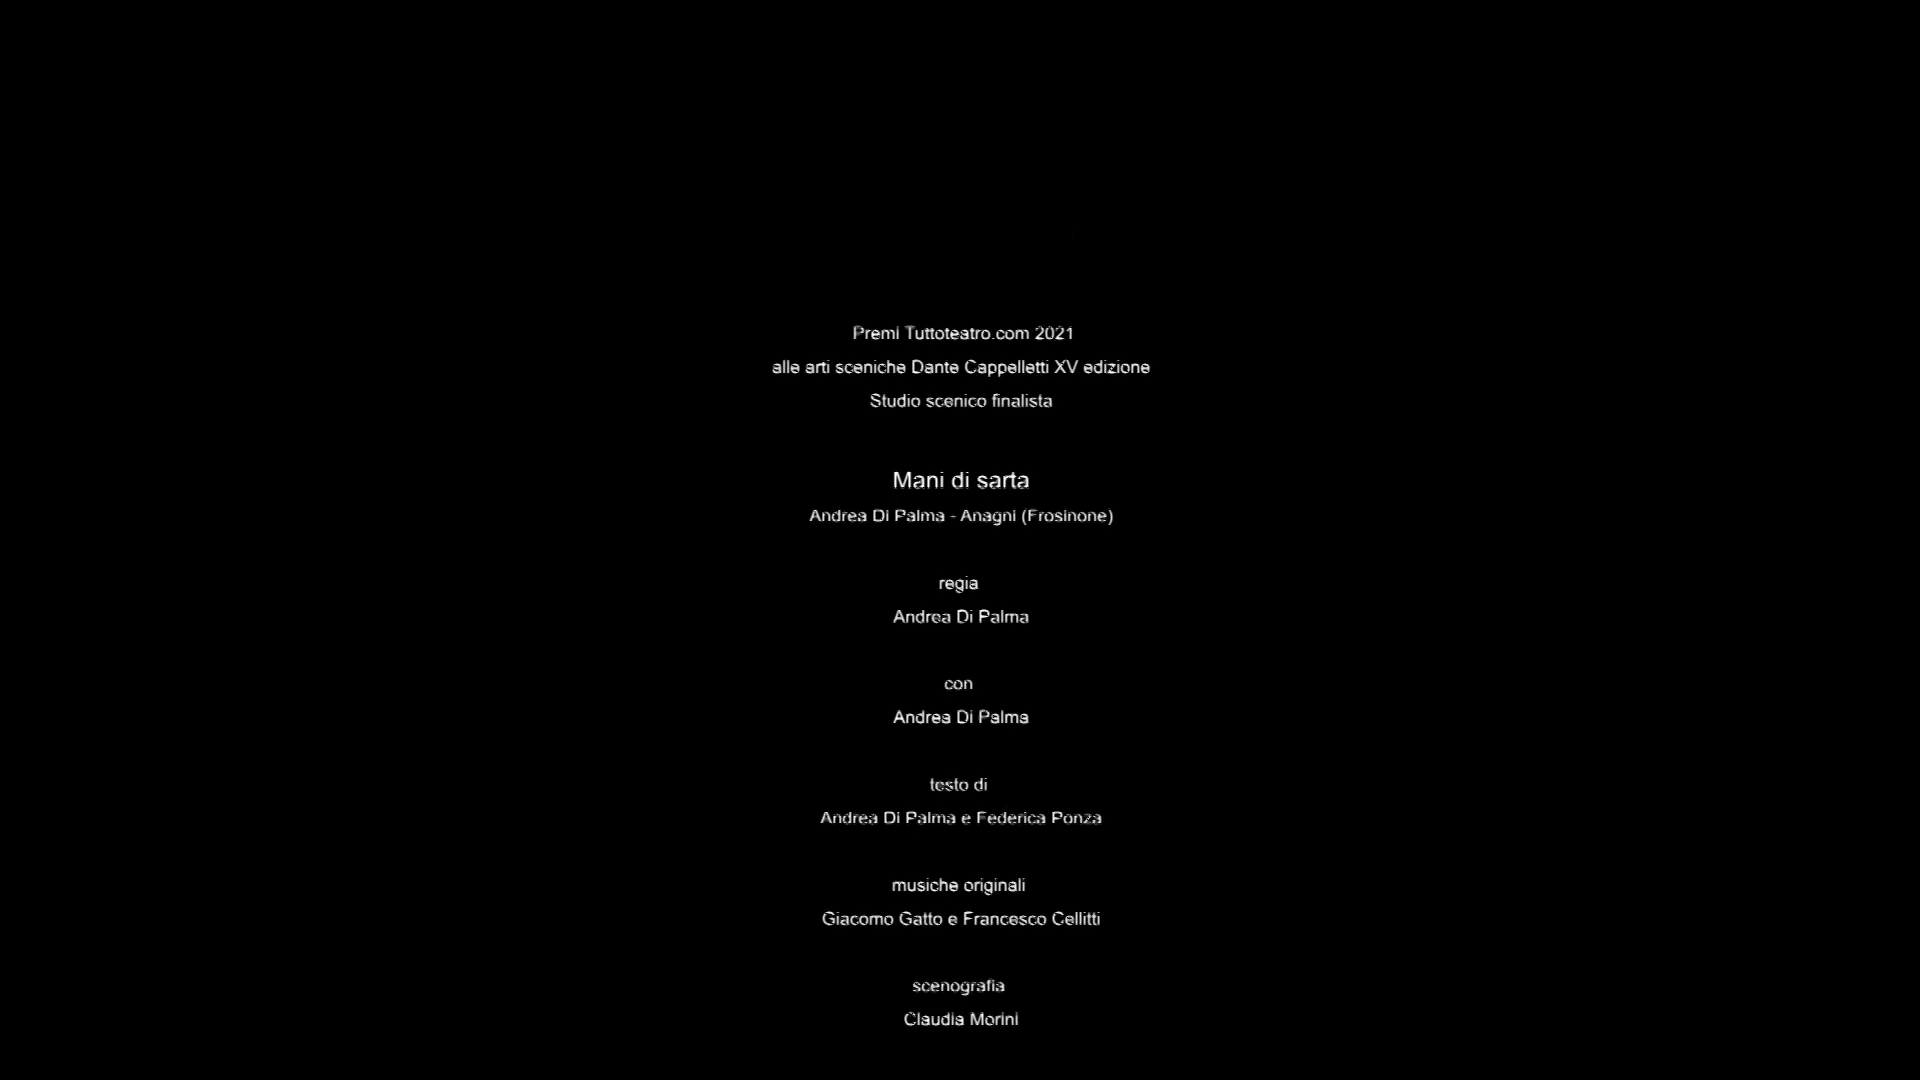 Premi Tuttoteatro.com 2021
alle arti sceniche Dante Cappelletti XV edizione
Studio scenico finalista
Mani di sarta
Andrea Di Palma - Anagni (Frosinone)
regia
Andrea Di Palma
con
Andrea Di Palma
testo di
Andrea Di Palma e Federica Ponza
musiche originali
Giacomo Gatto e Francesco Cellitti
scenografia
Claudia Morini